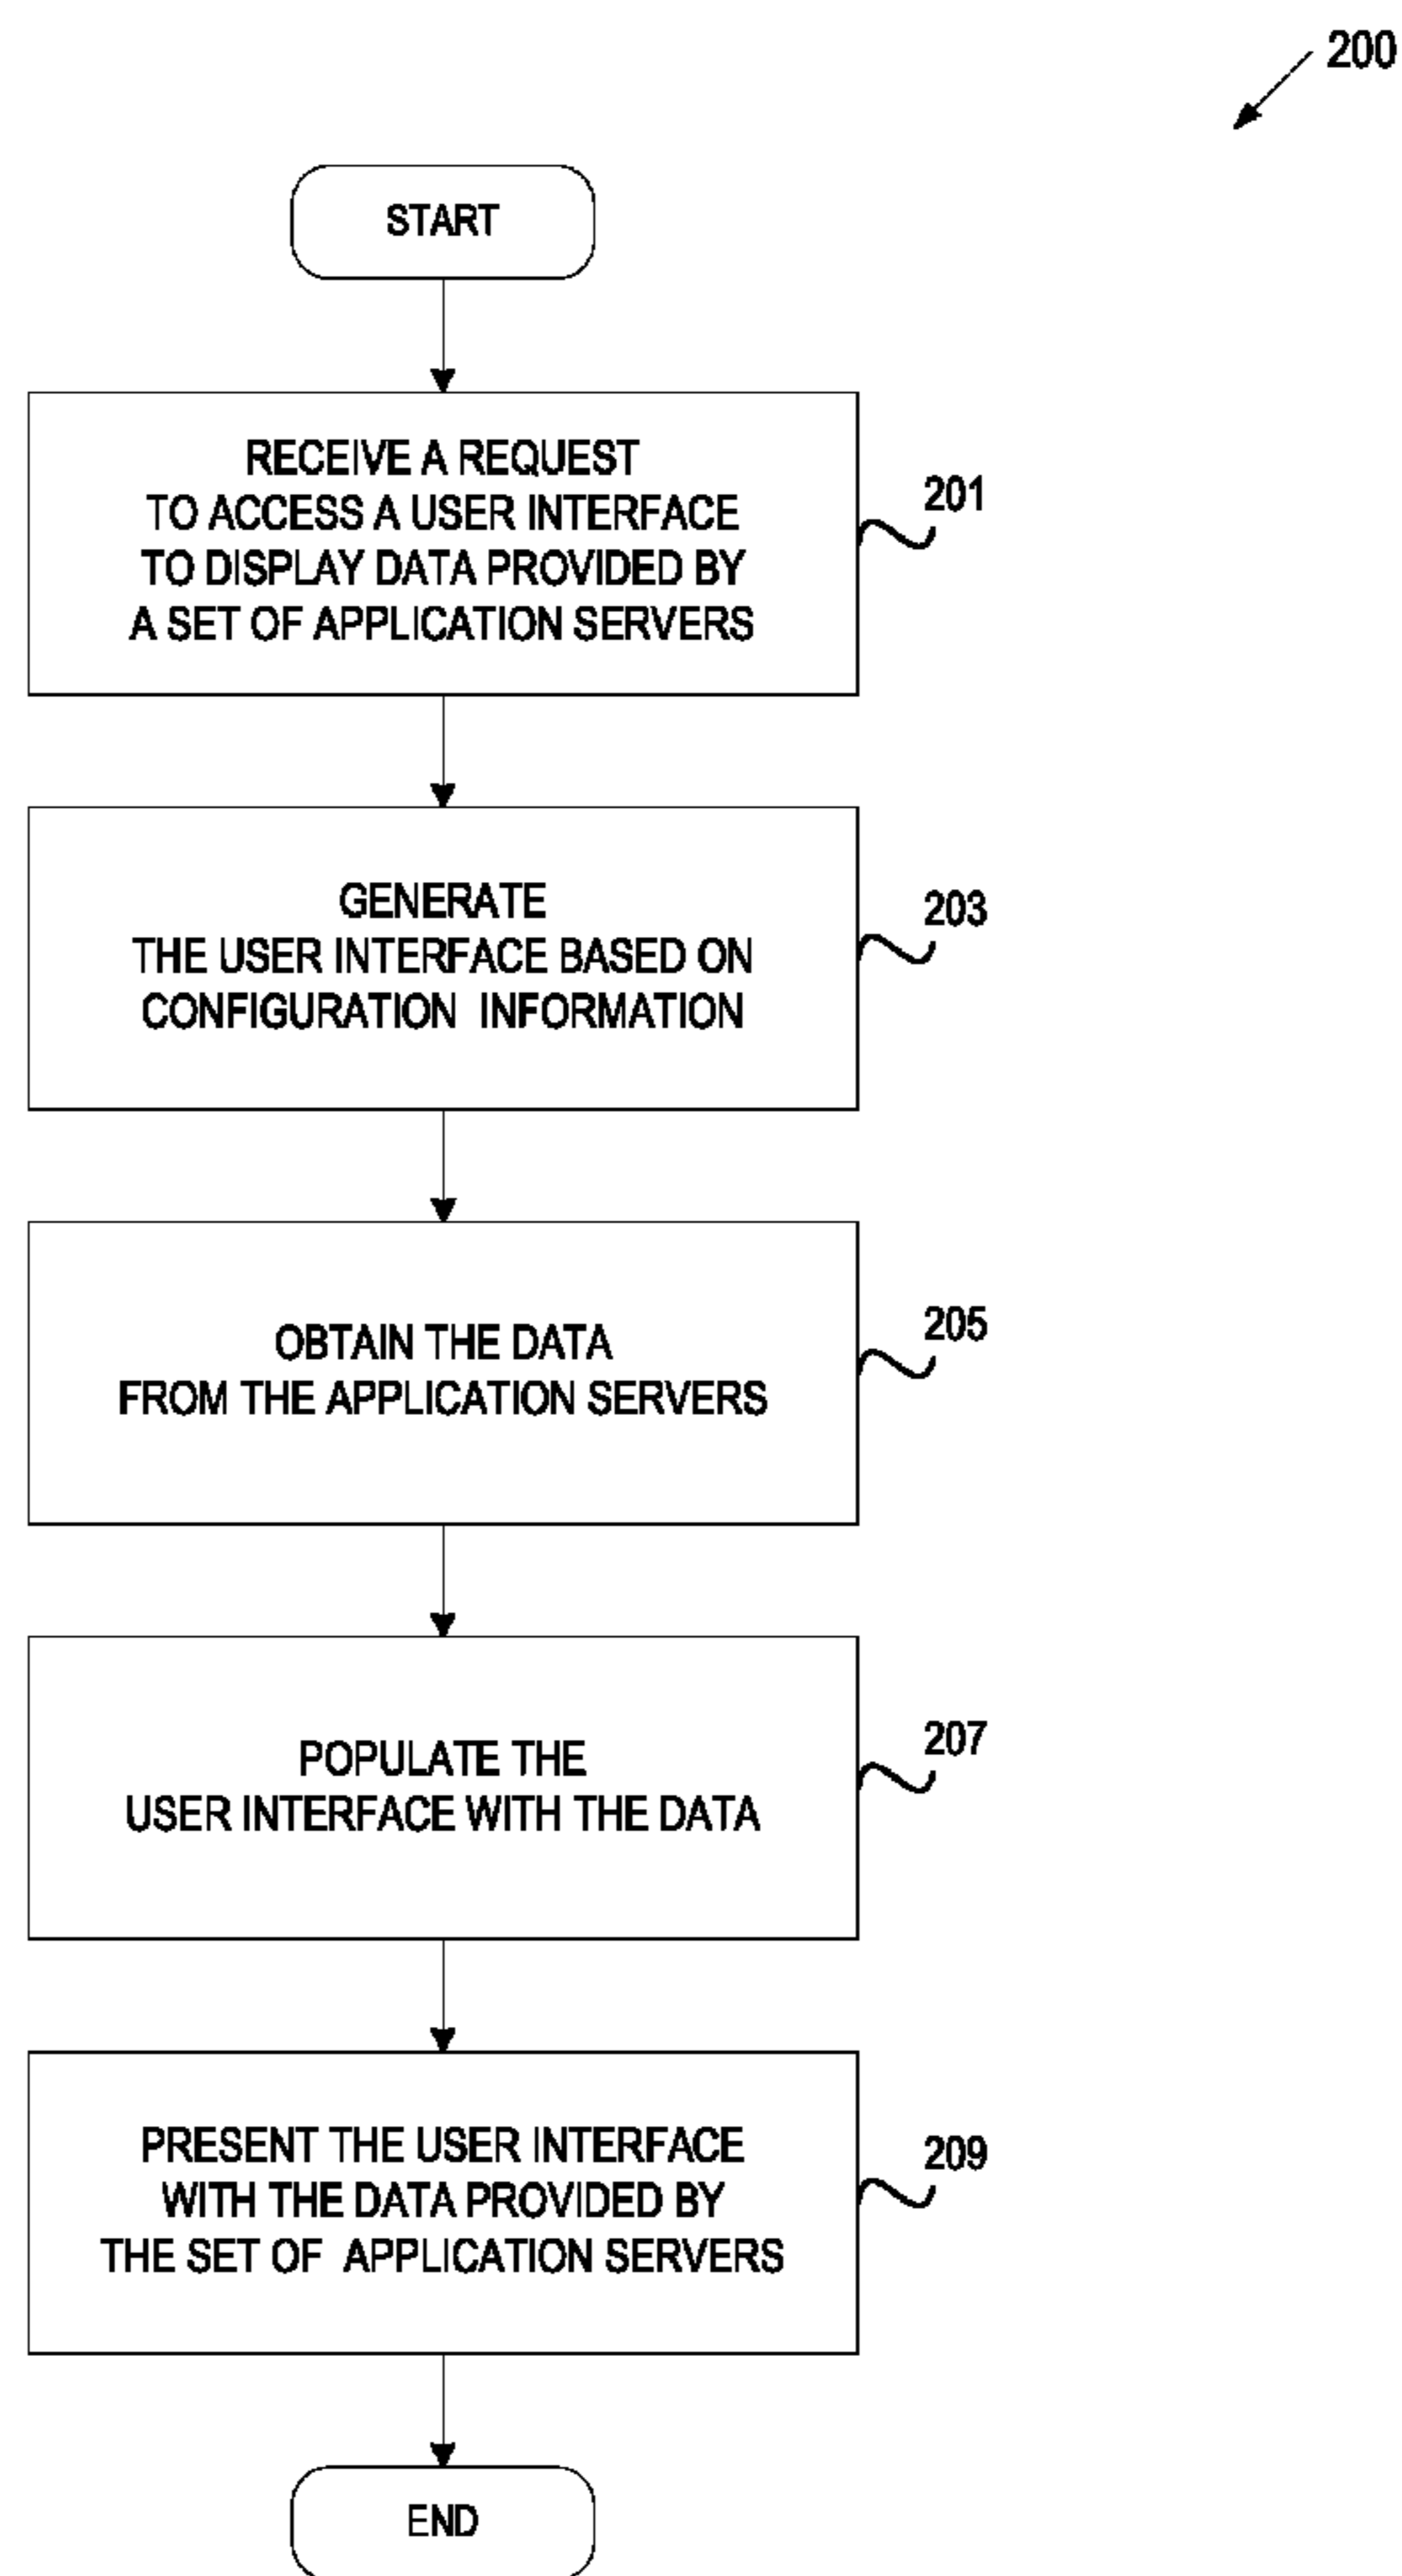 200
START
RECEIVE A REQUEST
TO ACCESS A USER INTERFACE
TO DISPLAY DATA PROVIDED BY
A SET OF APPLICATION SERVERS
201
GENERATE
THE USER INTERFACE BASED ON
CONFIGURATION INFORMATION
203
OBTAIN THE DATA
FROM THE APPLICATION SERVERS
205
POPULATE THE
USER INTERFACE WITH THE DATA
207
PRESENT THE USER INTERFACE
WITH THE DATA PROVIDED BY
THE SET OF APPLICATION SERVERS
209
END